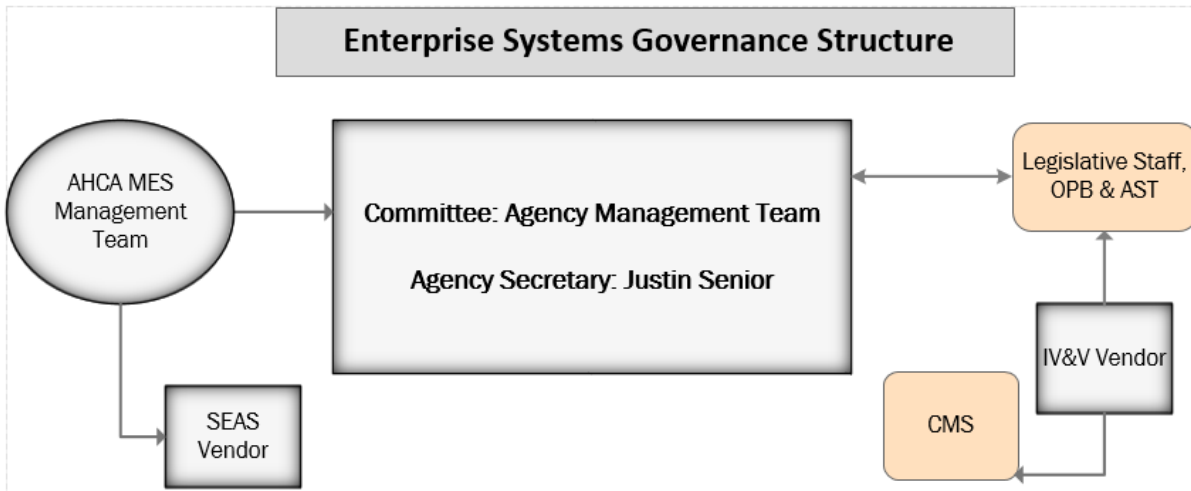 Enterprise Systems Governance Structure
AHCA MES
Management
Team
Committee: Agency Management Team
Agency Secretary: Justin Senior
Legislative Staff,
OPB & AST
IV&V Vendor
CMS
SEAS
Vendor